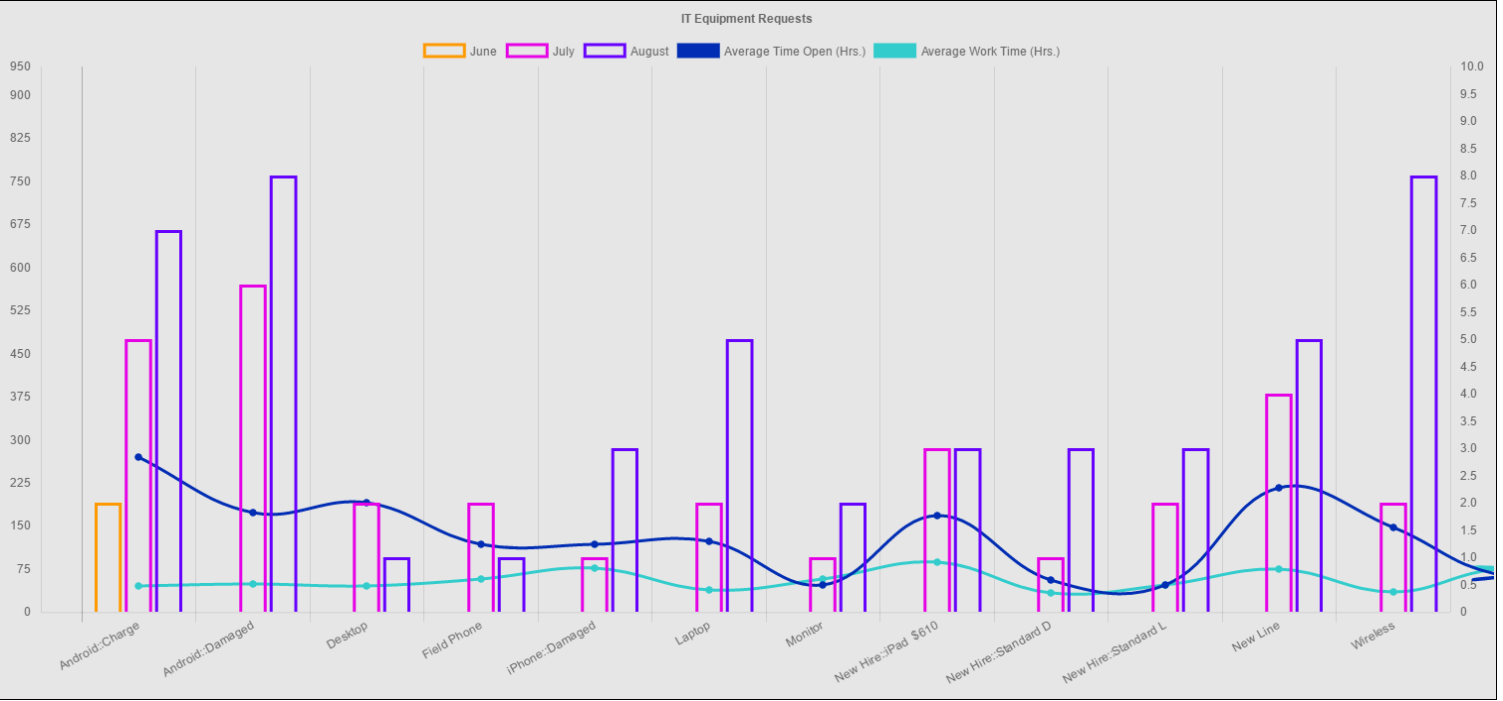 IT Equipment Requests
June July August Average Time Open (Hrs.) Average Work Time (Hrs.)
950
900
825
750
675
600
525
450
375
300
225
150
75
0
10.0
9.5
9.0
8.5
8.0
7.5
7.0
6.5
6.0
5.5
5.0
4.5
4.0
3.5
3.0
2.5
2.0
1.5
1.0
0.5
0
Android::Charge
Android::Damaged
Desktop
Field Phone
iPhone::Damaged
Laptop
Monitor
New Hire::iPad $610
New Hire::Standard D
New Hire::Standard L
New Line
Wireless